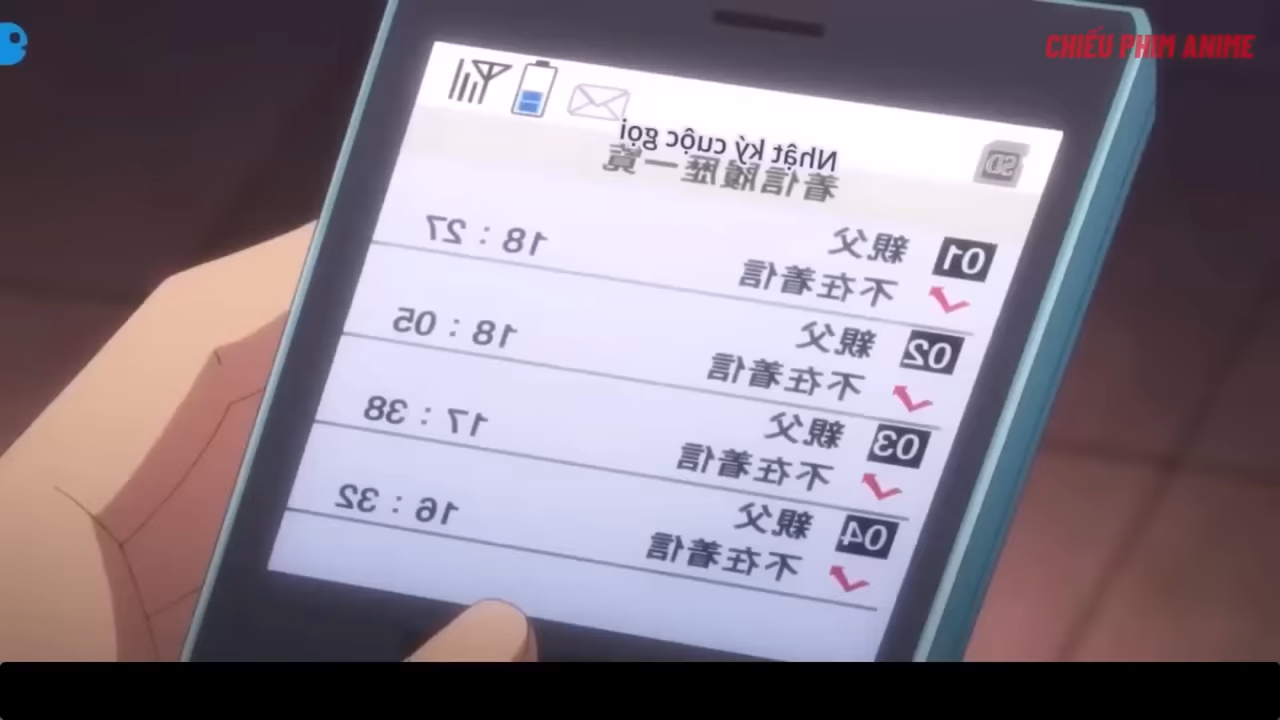 CHIẾU PHIM ANIME
SD
Nhật ký cuộc gọi
着信履歴一覧
01 親父 18:27
不在着信
02 親父 18:05
不在着信
03 親父 17:38
不在着信
04 親父 16:32
不在着信